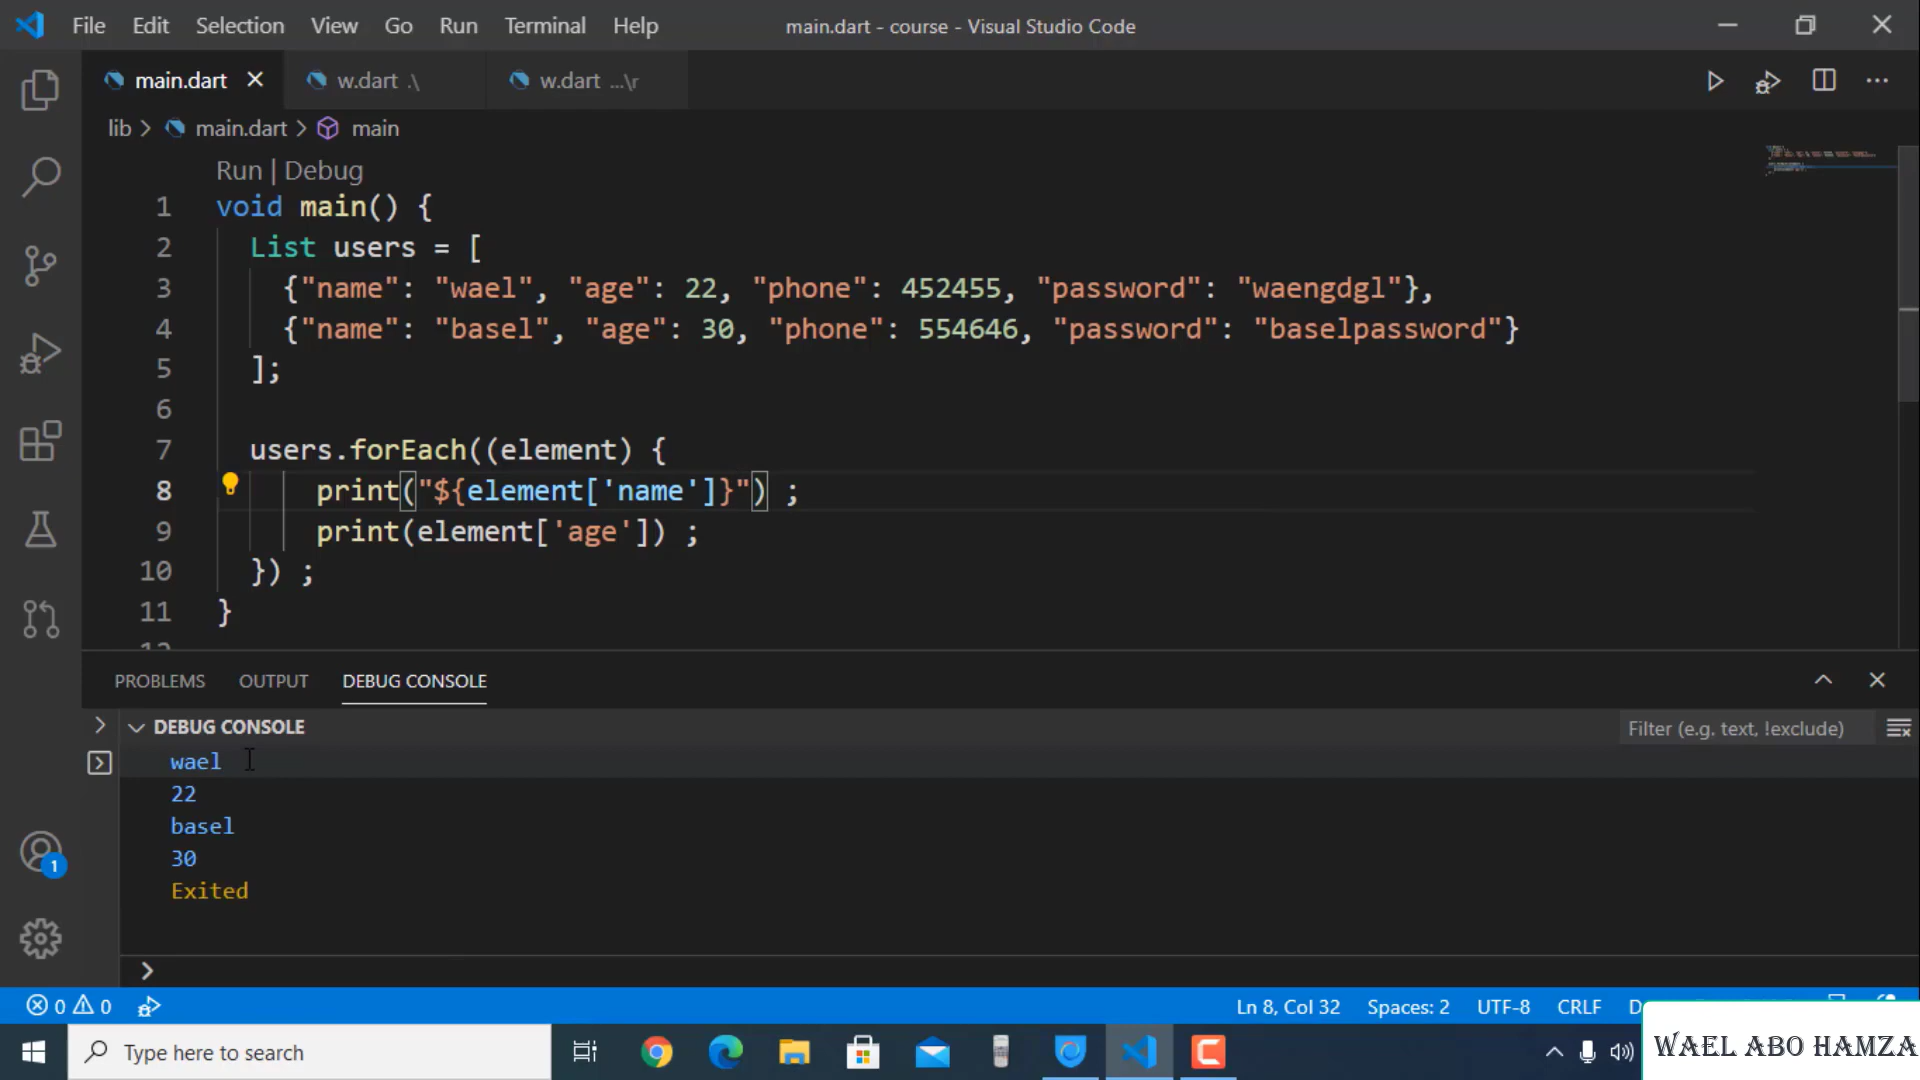 File Edit Selection View Go Run Terminal Help main.dart - course - Visual Studio Code
main.dart w.dart .\ w.dart ...\r
lib > main.dart > main
Run | Debug
1 void main() {
2 List users = [
3 {"name": "wael", "age": 22, "phone": 452455, "password": "waengdgl"},
4 {"name": "basel", "age": 30, "phone": 554646, "password": "baselpassword"}
5 ];
6
7 users.forEach((element) {
8 print("${element['name']}") ;
9 print(element['age']) ;
10 }) ;
11 }
PROBLEMS OUTPUT DEBUG CONSOLE
DEBUG CONSOLE Filter (e.g. text, !exclude)
wael
22
basel
30
Exited
1
0 0 Ln 8, Col 32 Spaces: 2 UTF-8 CRLF
Type here to search
WAEL ABO HAMZA